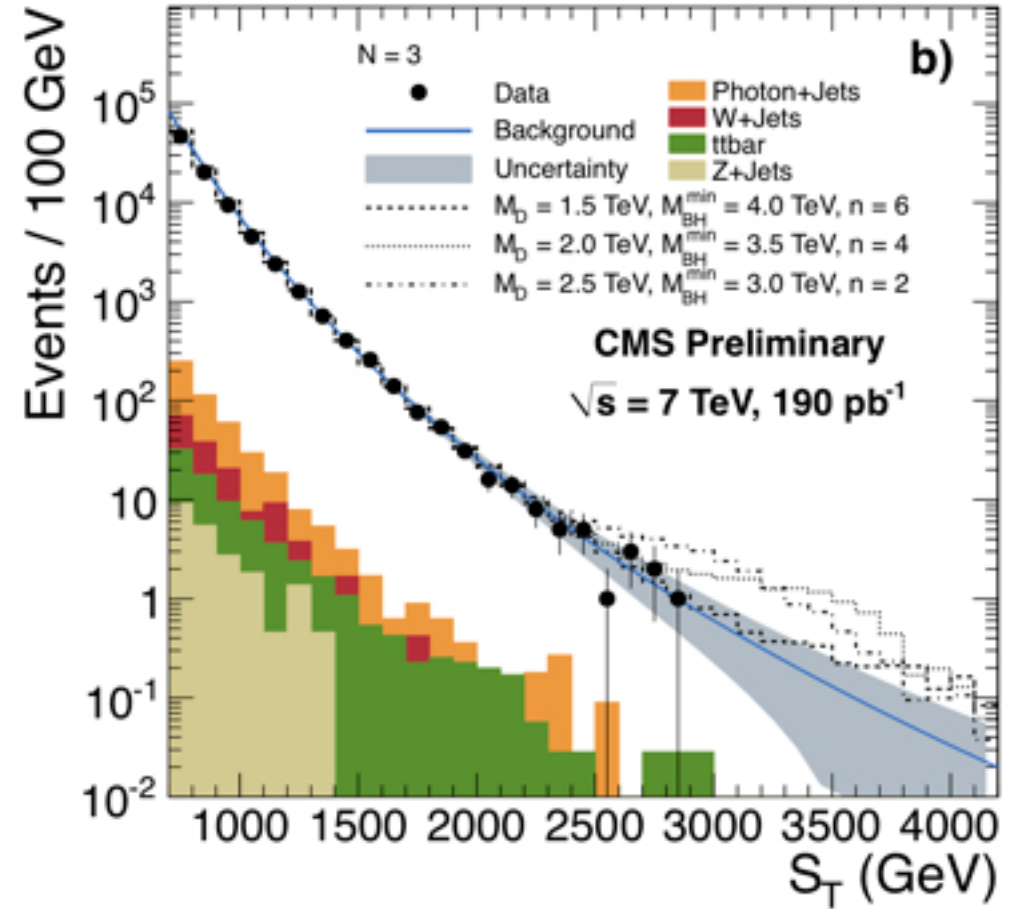 b)
N = 3
Data
Background
Uncertainty
Photon+Jets
W+Jets
ttbar
Z+Jets
M_D = 1.5 TeV, M_BH^min = 4.0 TeV, n = 6
M_D = 2.0 TeV, M_BH^min = 3.5 TeV, n = 4
M_D = 2.5 TeV, M_BH^min = 3.0 TeV, n = 2
CMS Preliminary
√s = 7 TeV, 190 pb⁻¹
Events / 100 GeV
10⁵
10⁴
10³
10²
10
1
10⁻¹
10⁻²
1000 1500 2000 2500 3000 3500 4000
S_T (GeV)